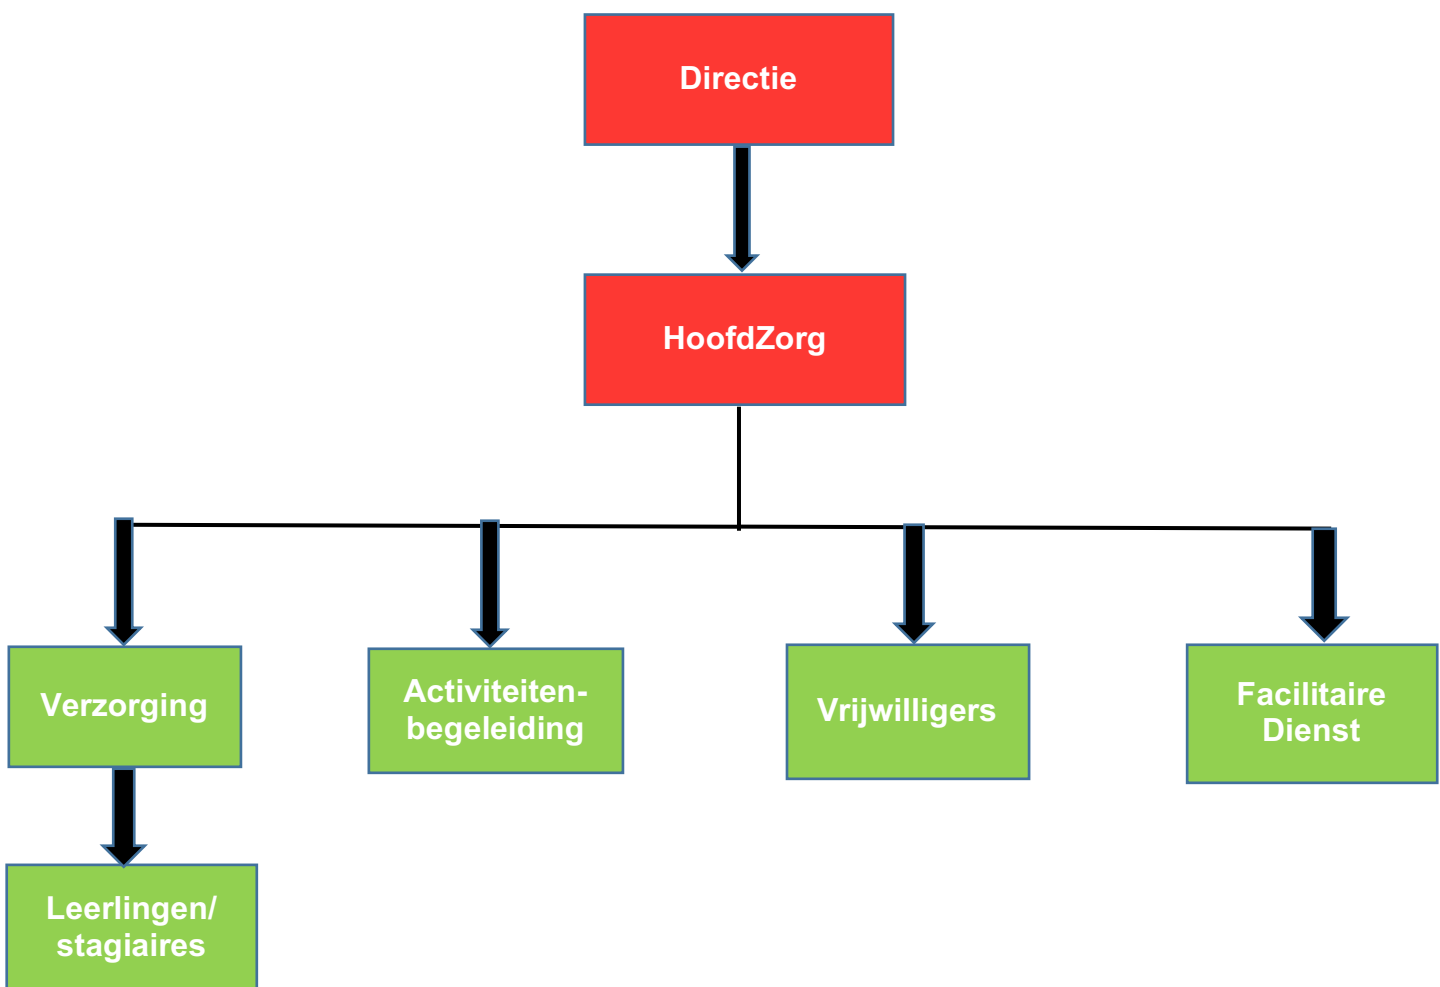 Directie
HoofdZorg
Verzorging
Activiteiten-
begeleiding
Vrijwilligers
Facilitaire
Dienst
Leerlingen/
stagiaires